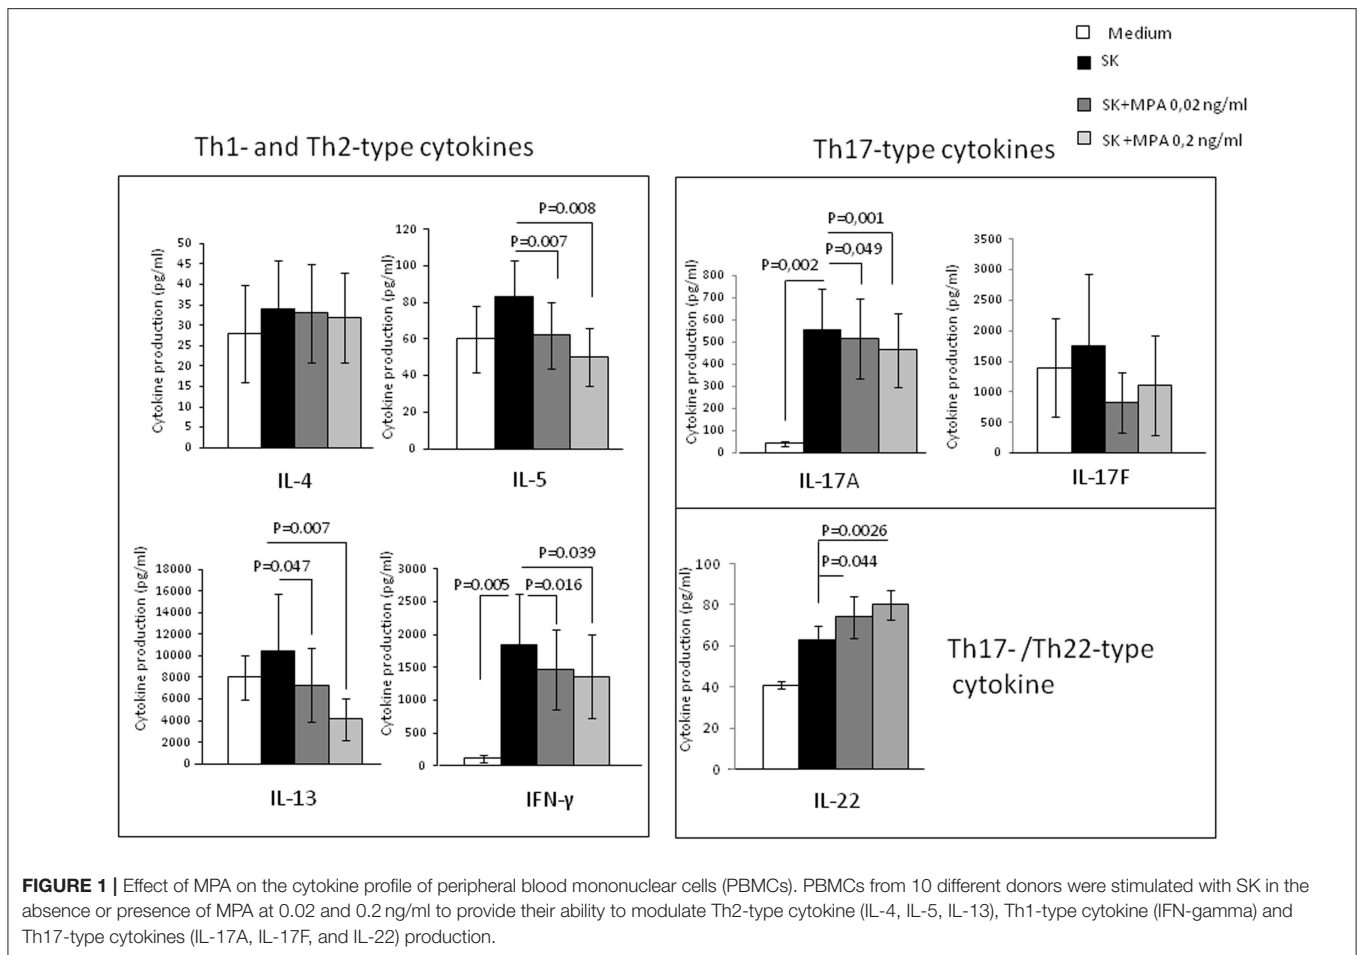 Medium
SK
SK+MPA 0,02 ng/ml
SK+MPA 0,2 ng/ml
Th1- and Th2-type cytokines
Th17-type cytokines
Cytokine production (pg/ml)
50
45
40
35
30
25
20
15
10
5
0
IL-4
P=0.008
P=0.007
Cytokine production (pg/ml)
120
100
80
60
40
20
0
IL-5
P=0,001
P=0,049
P=0,002
Cytokine production (pg/ml)
800
700
600
500
400
300
200
100
0
IL-17A
Cytokine production (pg/ml)
3500
3000
2500
2000
1500
1000
500
0
IL-17F
P=0.007
P=0.047
Cytokine production (pg/ml)
18000
16000
14000
12000
10000
8000
6000
4000
2000
0
IL-13
P=0.039
P=0.005
P=0.016
Cytokine production (pg/ml)
3000
2500
2000
1500
1000
500
0
IFN-γ
P=0.0026
P=0.044
Cytokine production (pg/ml)
100
80
60
40
20
0
IL-22
Th17- /Th22-type
cytokine
FIGURE 1 | Effect of MPA on the cytokine profile of peripheral blood mononuclear cells (PBMCs). PBMCs from 10 different donors were stimulated with SK in the
absence or presence of MPA at 0.02 and 0.2 ng/ml to provide their ability to modulate Th2-type cytokine (IL-4, IL-5, IL-13), Th1-type cytokine (IFN-gamma) and
Th17-type cytokines (IL-17A, IL-17F, and IL-22) production.